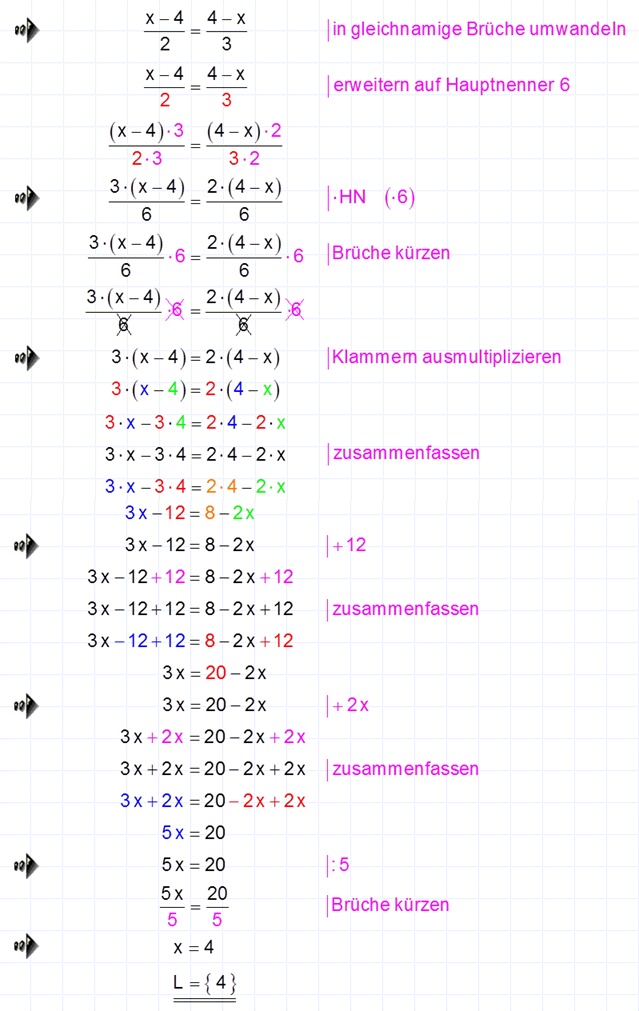 (x – 4)/2 = (4 – x)/3 |in gleichnamige Brüche umwandeln
(x – 4)/2 = (4 – x)/3 |erweitern auf Hauptnenner 6
((x – 4)·3)/(2·3) = ((4 – x)·2)/(3·2)
(3·(x – 4))/6 = (2·(4 – x))/6 |·HN (·6)
(3·(x – 4))/6 ·6 = (2·(4 – x))/6 ·6 |Brüche kürzen
(3·(x – 4))/6 ·6 = (2·(4 – x))/6 ·6
3·(x – 4) = 2·(4 – x) |Klammern ausmultiplizieren
3·(x – 4) = 2·(4 – x)
3·x – 3·4 = 2·4 – 2·x
3·x – 3·4 = 2·4 – 2·x |zusammenfassen
3·x – 3·4 = 2·4 – 2·x
3x – 12 = 8 – 2x
3x – 12 = 8 – 2x |+12
3x – 12 + 12 = 8 – 2x + 12
3x – 12 + 12 = 8 – 2x + 12 |zusammenfassen
3x – 12 + 12 = 8 – 2x + 12
3x = 20 – 2x
3x = 20 – 2x |+2x
3x + 2x = 20 – 2x + 2x
3x + 2x = 20 – 2x + 2x |zusammenfassen
3x + 2x = 20 – 2x + 2x
5x = 20
5x = 20 |:5
5x/5 = 20/5 |Brüche kürzen
x = 4
L = {4}